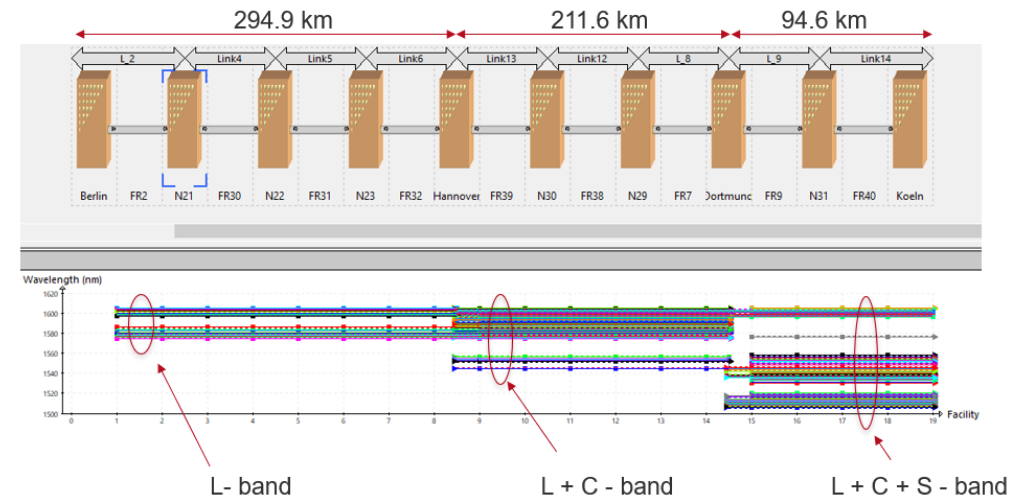 294.9 km 211.6 km 94.6 km
L_2 Link4 Link5 Link6 Link13 Link12 L_8 L_9 Link14
Berlin FR2 N21 FR30 N22 FR31 N23 FR32 Hannover FR39 N30 FR38 N29 FR7 Dortmund FR9 N31 FR40 Koeln
Wavelength (nm)
1620
1600
1580
1560
1540
1520
1500
0 1 2 3 4 5 6 7 8 9 10 11 12 13 14 15 16 17 18 19
Facility
L- band L + C - band L + C + S - band